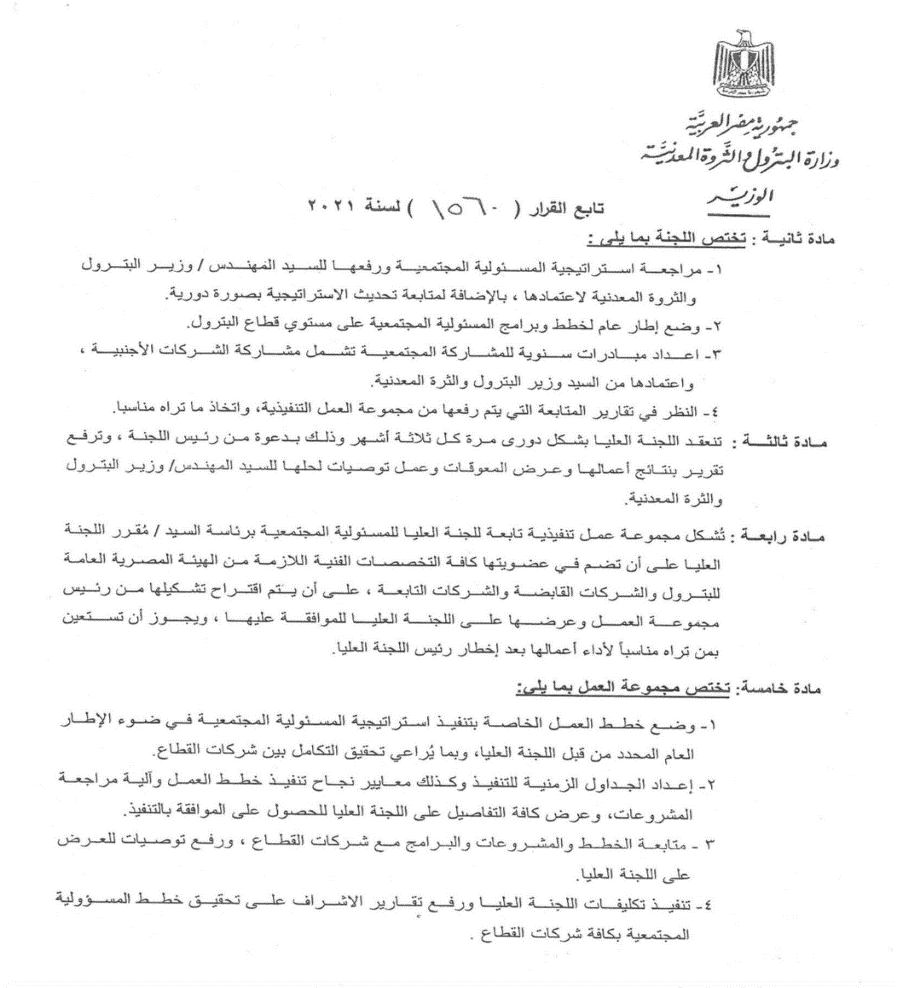 جمهورية مصر العربية
وزارة البترول والثروة المعدنية
الوزير
تابع القرار ( ١٥٦٠ ) لسنة ٢٠٢١
مادة ثانية : تختص اللجنة بما يلى :
١- مراجعة استراتيجية المسئولية المجتمعية ورفعها للسيد المهندس / وزير البترول
والثروة المعدنية لاعتمادها ، بالإضافة لمتابعة تحديث الاستراتيجية بصورة دورية.
٢- وضع إطار عام لخطط وبرامج المسئولية المجتمعية على مستوي قطاع البترول.
٣- اعداد مبادرات سنوية للمشاركة المجتمعية تشمل مشاركة الشركات الأجنبية ،
واعتمادها من السيد وزير البترول والثرة المعدنية.
٤- النظر في تقارير المتابعة التي يتم رفعها من مجموعة العمل التنفيذية، واتخاذ ما تراه مناسبا.
مادة ثالثة : تنعقد اللجنة العليا بشكل دورى مرة كل ثلاثة أشهر وذلك بدعوة من رئيس اللجنة ، وترفع
تقرير بنتائج أعمالها وعرض المعوقات وعمل توصيات لحلها للسيد المهندس/ وزير البترول
والثرة المعدنية.
مادة رابعة : تُشكل مجموعة عمل تنفيذية تابعة للجنة العليا للمسئولية المجتمعية برئاسة السيد / مُقرر اللجنة
العليا على أن تضم في عضويتها كافة التخصصات الفنية اللازمة من الهيئة المصرية العامة
للبترول والشركات القابضة والشركات التابعة ، على أن يتم اقتراح تشكيلها من رئيس
مجموعة العمل وعرضها على اللجنة العليا للموافقة عليها ، ويجوز أن تستعين
بمن تراه مناسباً لأداء أعمالها بعد إخطار رئيس اللجنة العليا.
مادة خامسة: تختص مجموعة العمل بما يلى:
١- وضع خطط العمل الخاصة بتنفيذ استراتيجية المسئولية المجتمعية في ضوء الإطار
العام المحدد من قبل اللجنة العليا، وبما يُراعي تحقيق التكامل بين شركات القطاع.
٢- إعداد الجداول الزمنية للتنفيذ وكذلك معايير نجاح تنفيذ خطط العمل وآلية مراجعة
المشروعات، وعرض كافة التفاصيل على اللجنة العليا للحصول على الموافقة بالتنفيذ.
٣ - متابعة الخطط والمشروعات والبرامج مع شركات القطاع ، ورفع توصيات للعرض
على اللجنة العليا.
٤- تنفيذ تكليفات اللجنة العليا ورفع تقارير الاشراف على تحقيق خطط المسؤولية
المجتمعية بكافة شركات القطاع .